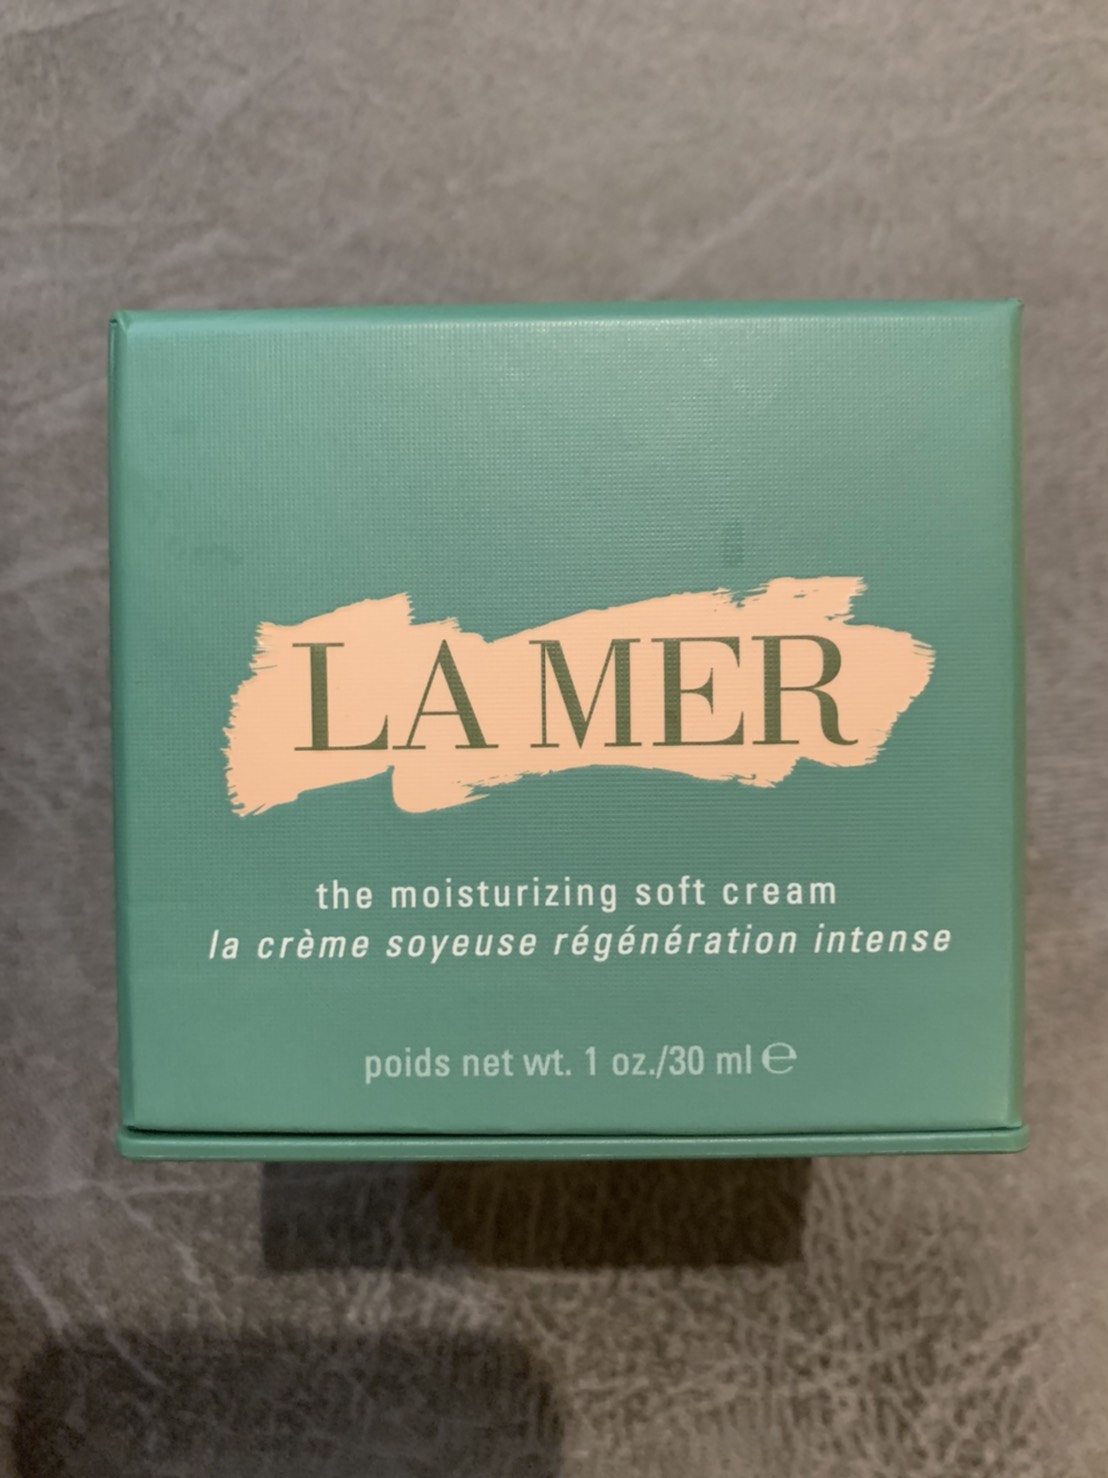 LA MER
the moisturizing soft cream
la crème soyeuse régénération intense
poids net wt. 1 oz./30 ml ℮